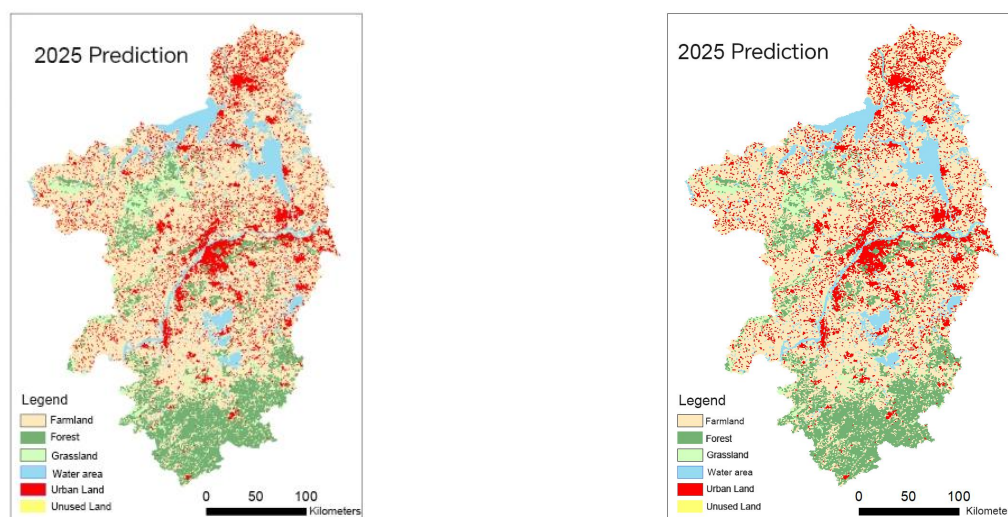 2025 Prediction
Legend
Farmland
Forest
Grassland
Water area
Urban Land
Unused Land
0 50 100
Kilometers
2025 Prediction
Legend
Farmland
Forest
Grassland
Water area
Urban Land
Unused Land
0 50 100
Kilometers